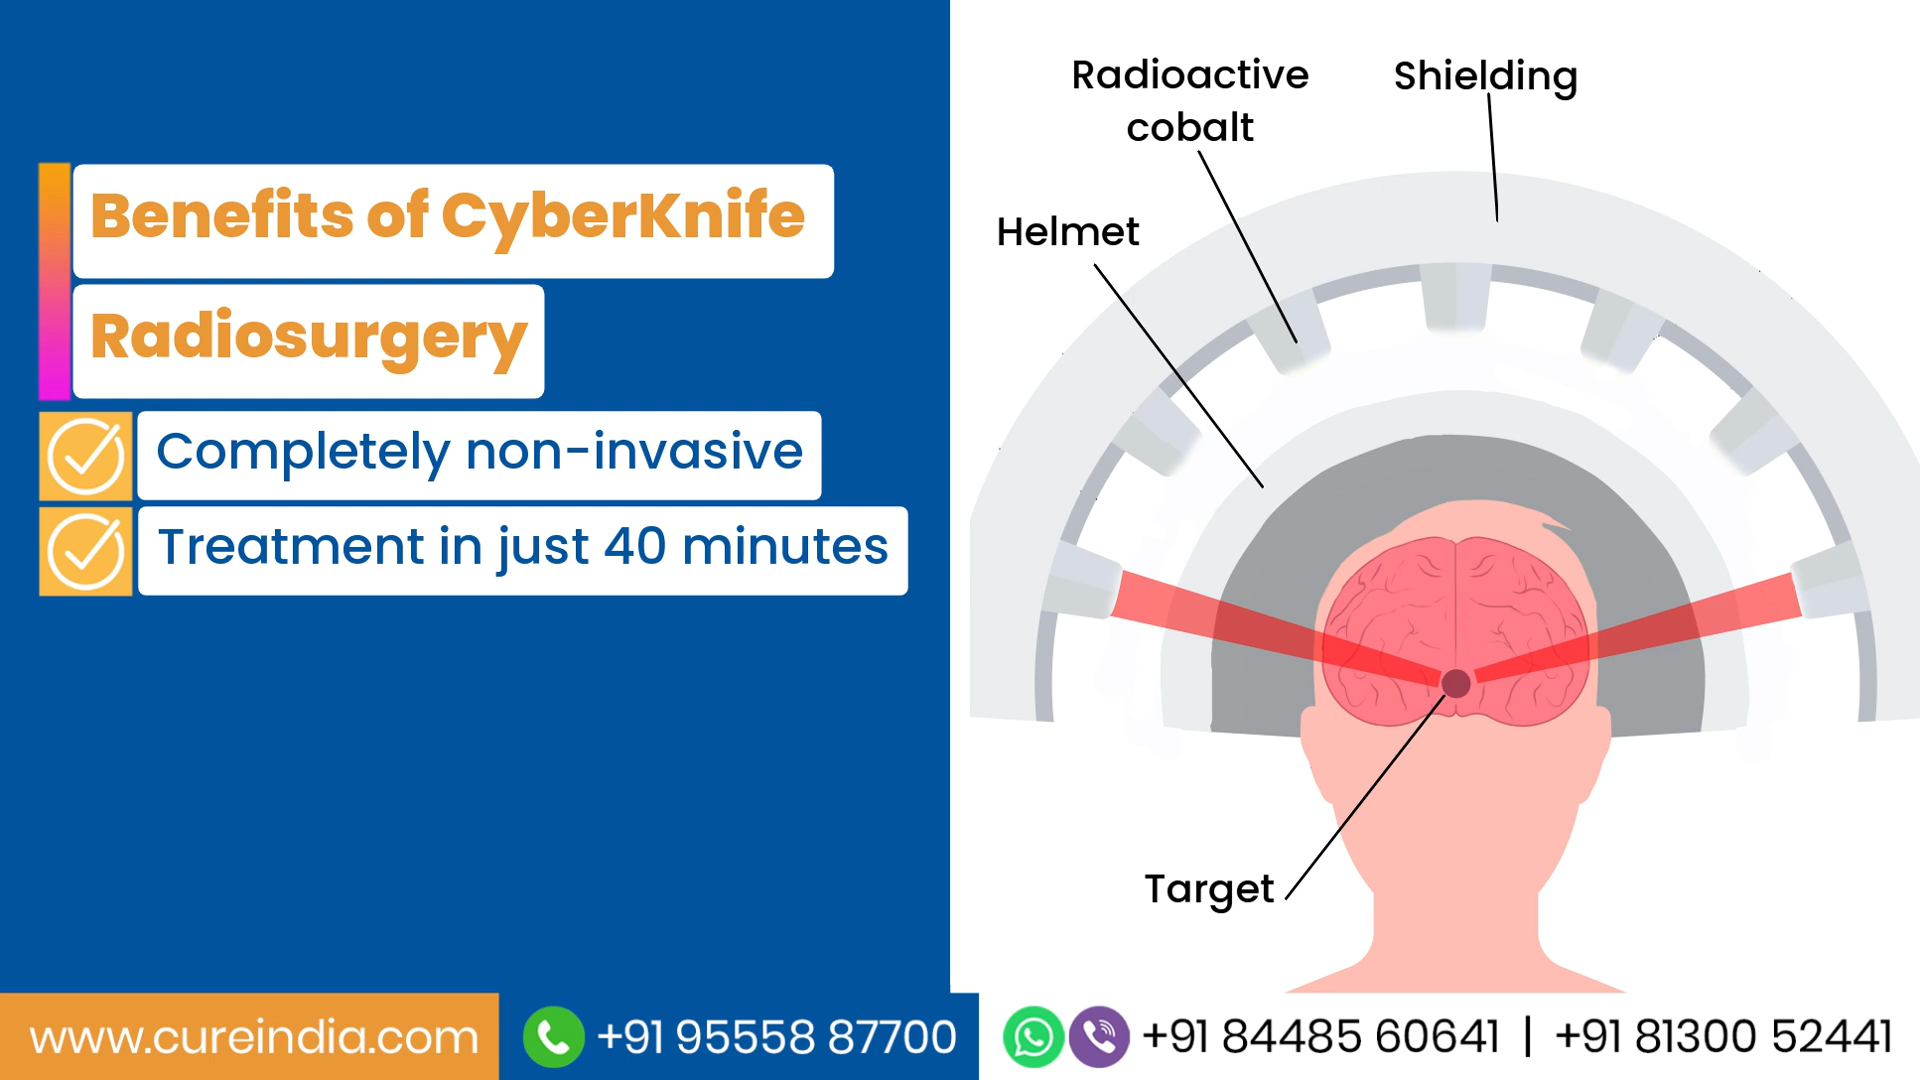 Benefits of CyberKnife
Radiosurgery
Completely non-invasive
Treatment in just 40 minutes
Radioactive
cobalt
Shielding
Helmet
Target
www.cureindia.com
+91 95558 87700
+91 84485 60641 | +91 81300 52441